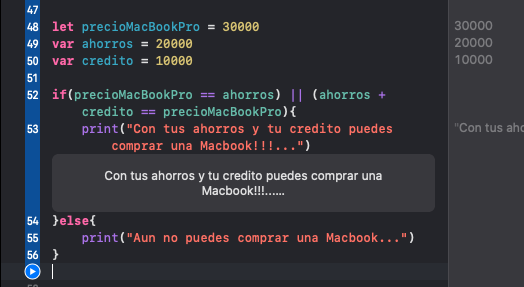 47
48 let precioMacBookPro = 30000 30000
49 var ahorros = 20000 20000
50 var credito = 10000 10000
51
52 if(precioMacBookPro == ahorros) || (ahorros +
credito == precioMacBookPro){
53 print("Con tus ahorros y tu credito puedes "Con tus aho
comprar una Macbook!!!...")
Con tus ahorros y tu credito puedes comprar una
Macbook!!!......
54 }else{
55 print("Aun no puedes comprar una Macbook...")
56 }